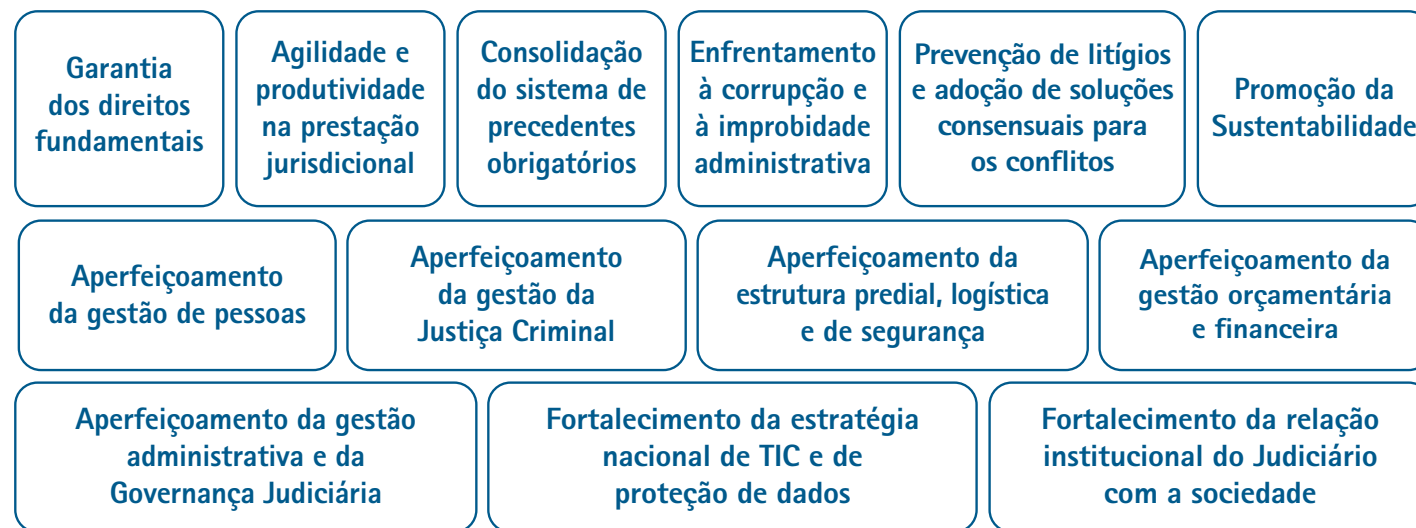 Garantia
dos direitos
fundamentais
Agilidade e
produtividade
na prestação
jurisdicional
Consolidação
do sistema de
precedentes
obrigatórios
Enfrentamento
à corrupção e
à improbidade
administrativa
Prevenção de litígios
e adoção de soluções
consensuais para
os conflitos
Promoção da
Sustentabilidade
Aperfeiçoamento
da gestão de pessoas
Aperfeiçoamento
da gestão da
Justiça Criminal
Aperfeiçoamento da
estrutura predial, logística
e de segurança
Aperfeiçoamento da
gestão orçamentária
e financeira
Aperfeiçoamento da gestão
administrativa e da
Governança Judiciária
Fortalecimento da estratégia
nacional de TIC e de
proteção de dados
Fortalecimento da relação
institucional do Judiciário
com a sociedade